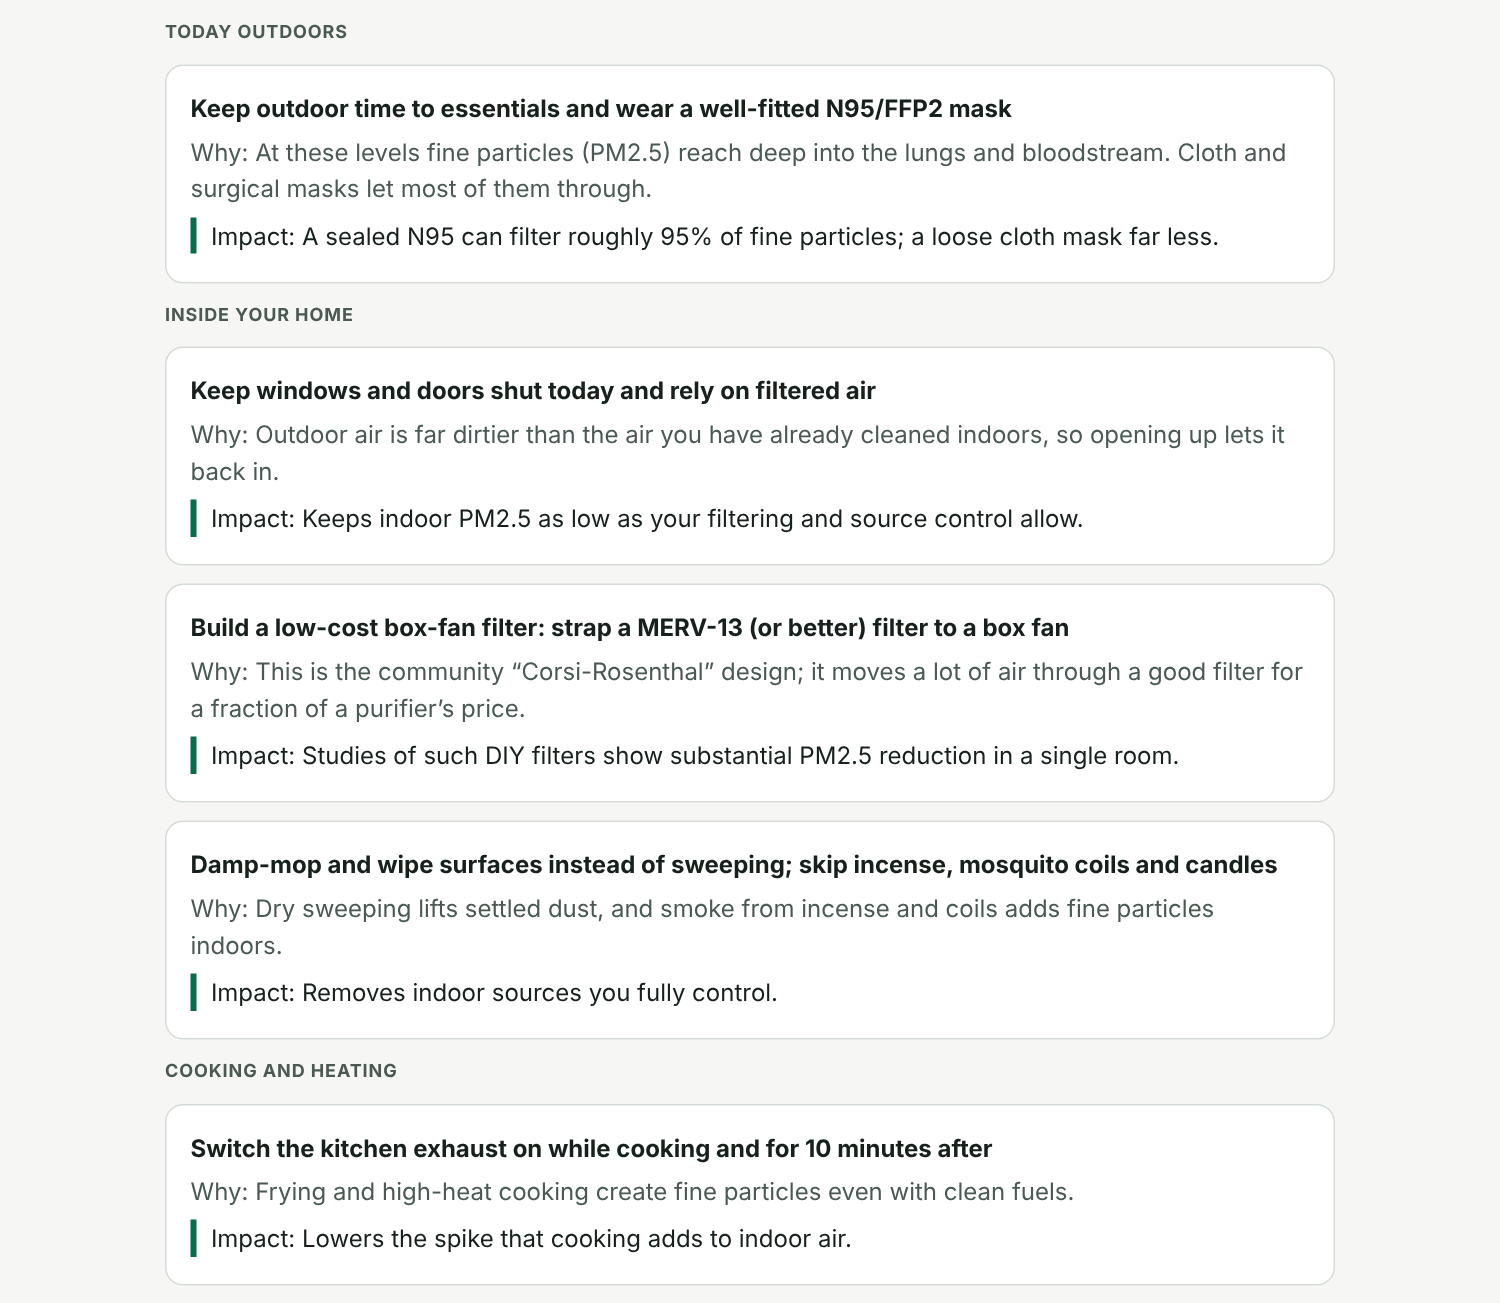 TODAY OUTDOORS
Keep outdoor time to essentials and wear a well-fitted N95/FFP2 mask
Why: At these levels fine particles (PM2.5) reach deep into the lungs and bloodstream. Cloth and
surgical masks let most of them through.
Impact: A sealed N95 can filter roughly 95% of fine particles; a loose cloth mask far less.
INSIDE YOUR HOME
Keep windows and doors shut today and rely on filtered air
Why: Outdoor air is far dirtier than the air you have already cleaned indoors, so opening up lets it
back in.
Impact: Keeps indoor PM2.5 as low as your filtering and source control allow.
Build a low-cost box-fan filter: strap a MERV-13 (or better) filter to a box fan
Why: This is the community “Corsi-Rosenthal” design; it moves a lot of air through a good filter for
a fraction of a purifier’s price.
Impact: Studies of such DIY filters show substantial PM2.5 reduction in a single room.
Damp-mop and wipe surfaces instead of sweeping; skip incense, mosquito coils and candles
Why: Dry sweeping lifts settled dust, and smoke from incense and coils adds fine particles
indoors.
Impact: Removes indoor sources you fully control.
COOKING AND HEATING
Switch the kitchen exhaust on while cooking and for 10 minutes after
Why: Frying and high-heat cooking create fine particles even with clean fuels.
Impact: Lowers the spike that cooking adds to indoor air.